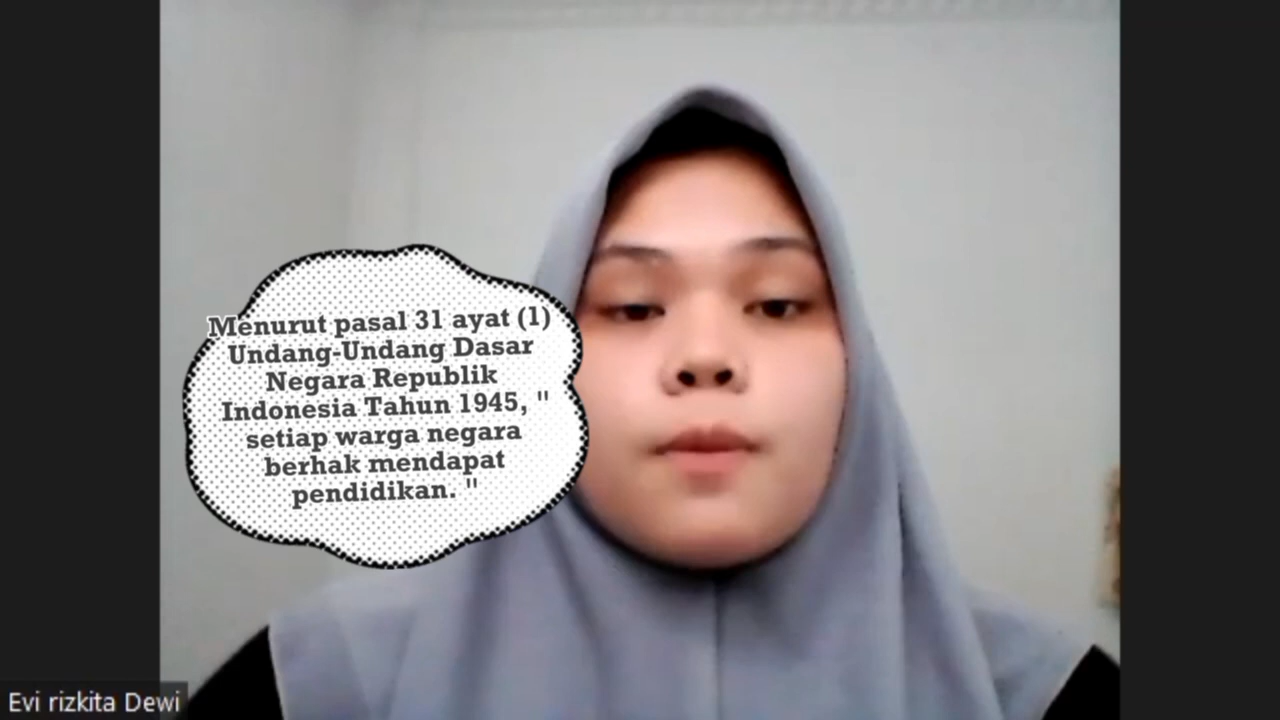 Menurut pasal 31 ayat (1)
Undang-Undang Dasar
Negara Republik
Indonesia Tahun 1945, "
setiap warga negara
berhak mendapat
pendidikan. "
Evi rizkita Dewi